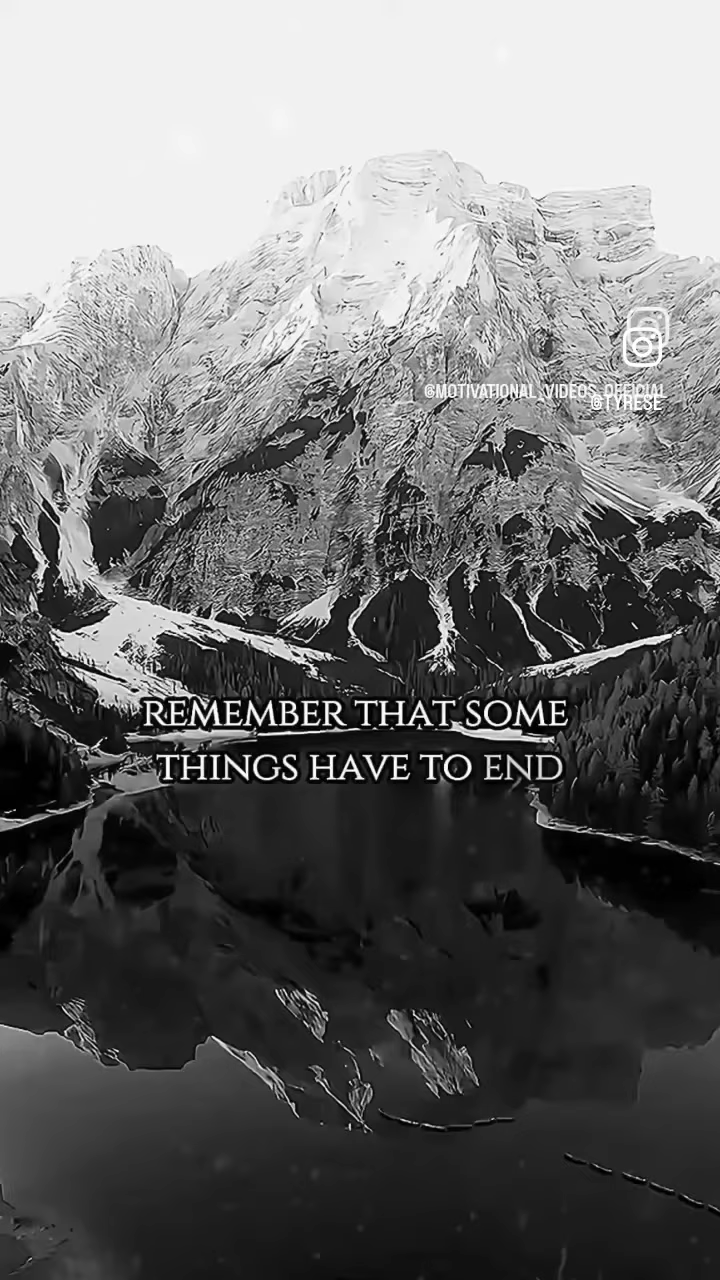 @MOTIVATIONAL_VIDEOS_OFFICIAL
@TYRESE
REMEMBER THAT SOME
THINGS HAVE TO END